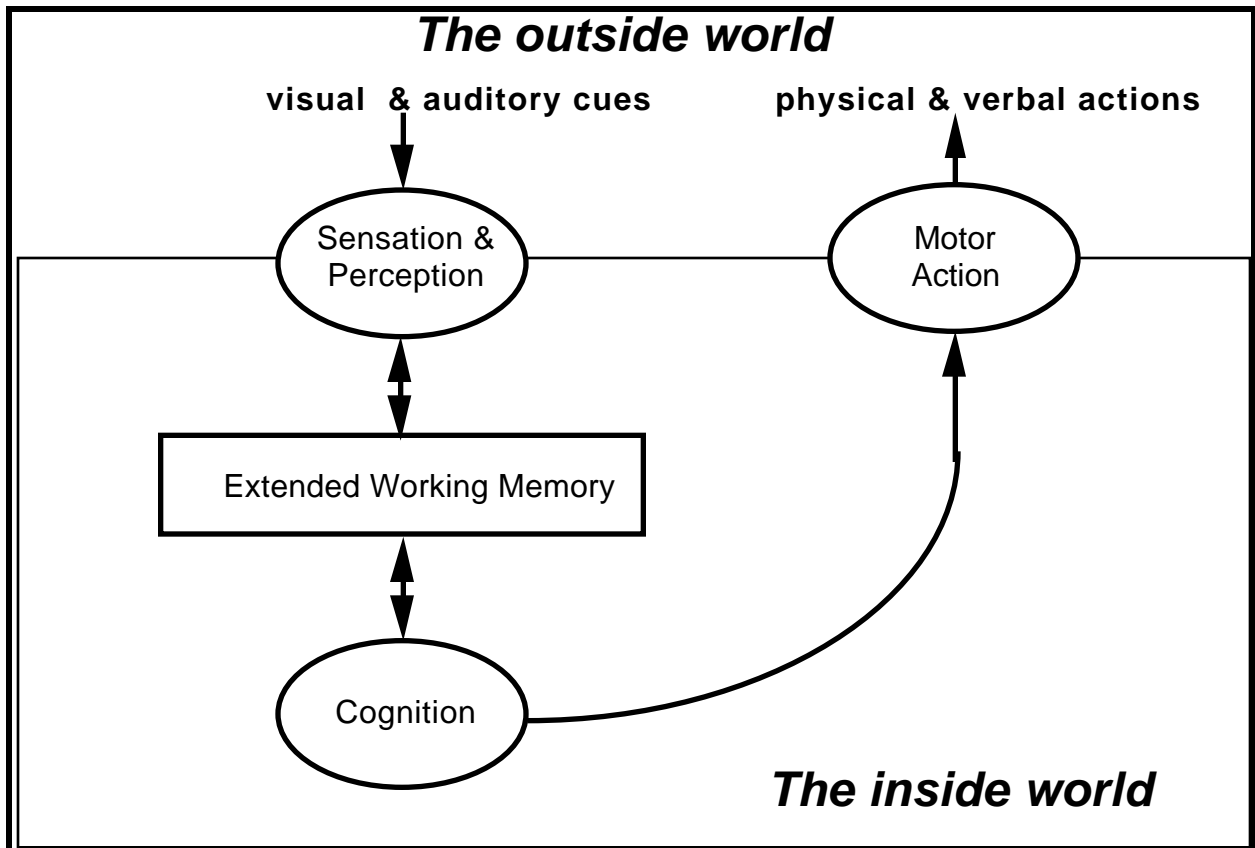 The outside world
visual & auditory cues
physical & verbal actions
Sensation &
Perception
Motor
Action
Extended Working Memory
Cognition
The inside world